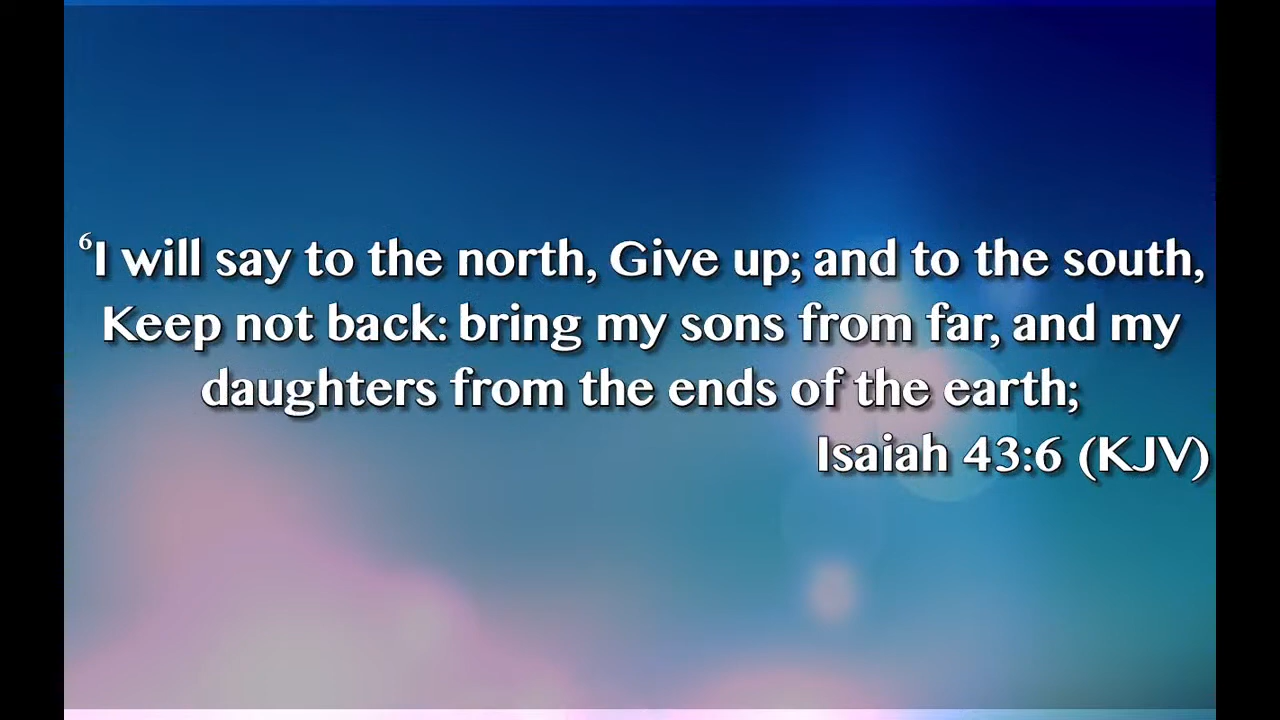 ⁶I will say to the north, Give up; and to the south,
Keep not back: bring my sons from far, and my
daughters from the ends of the earth;
Isaiah 43:6 (KJV)